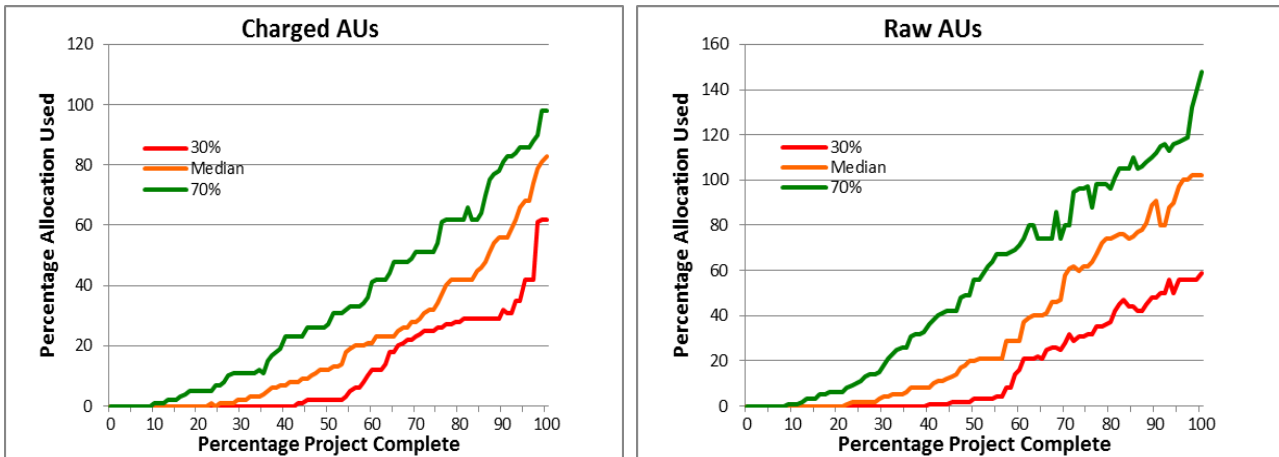 Charged AUs
120
100
80
60
40
20
0
Percentage Allocation Used
30%
Median
70%
0 10 20 30 40 50 60 70 80 90 100
Percentage Project Complete
Raw AUs
160
140
120
100
80
60
40
20
0
Percentage Allocation Used
30%
Median
70%
0 10 20 30 40 50 60 70 80 90 100
Percentage Project Complete